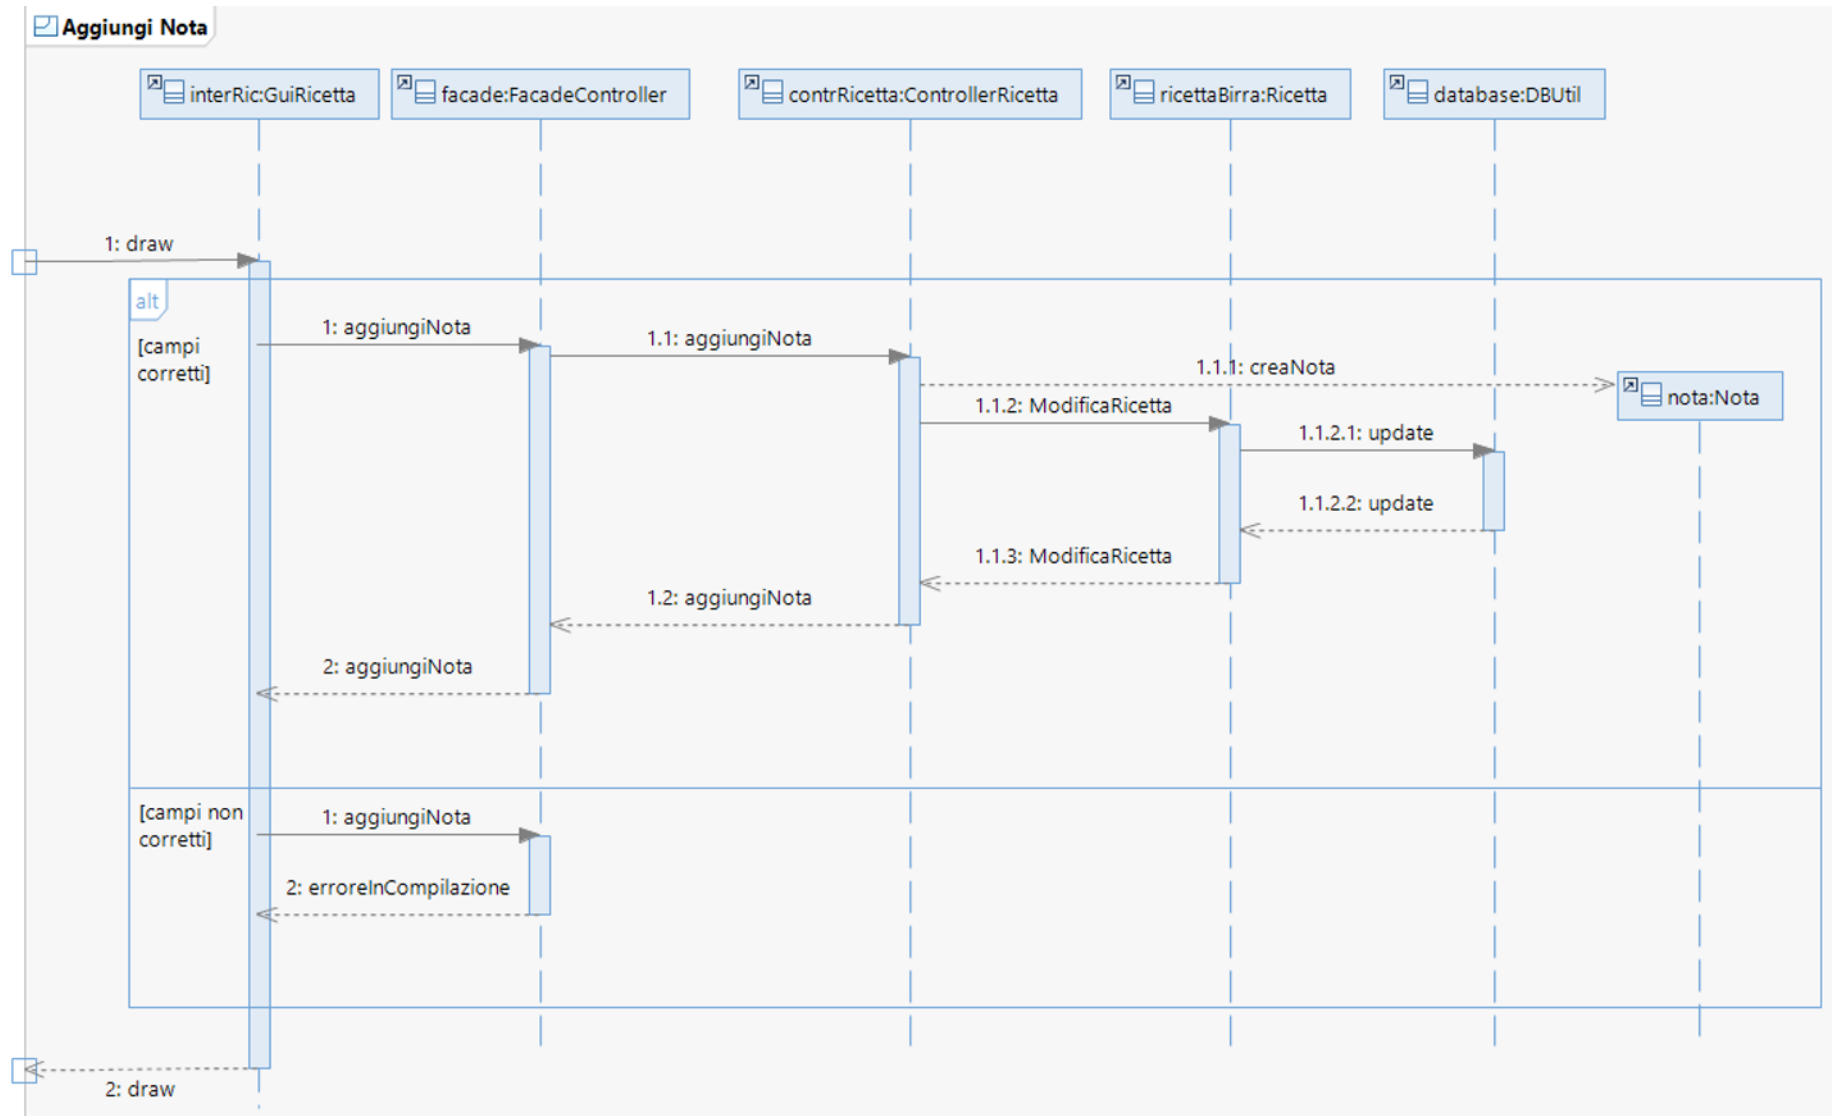 Aggiungi Nota
interRic:GuiRicetta
facade:FacadeController
contrRicetta:ControllerRicetta
ricettaBirra:Ricetta
database:DBUtil
1: draw
alt
[campi
corretti]
1: aggiungiNota
1.1: aggiungiNota
1.1.1: creaNota
nota:Nota
1.1.2: ModificaRicetta
1.1.2.1: update
1.1.2.2: update
1.1.3: ModificaRicetta
1.2: aggiungiNota
2: aggiungiNota
[campi non
corretti]
1: aggiungiNota
2: erroreInCompilazione
2: draw